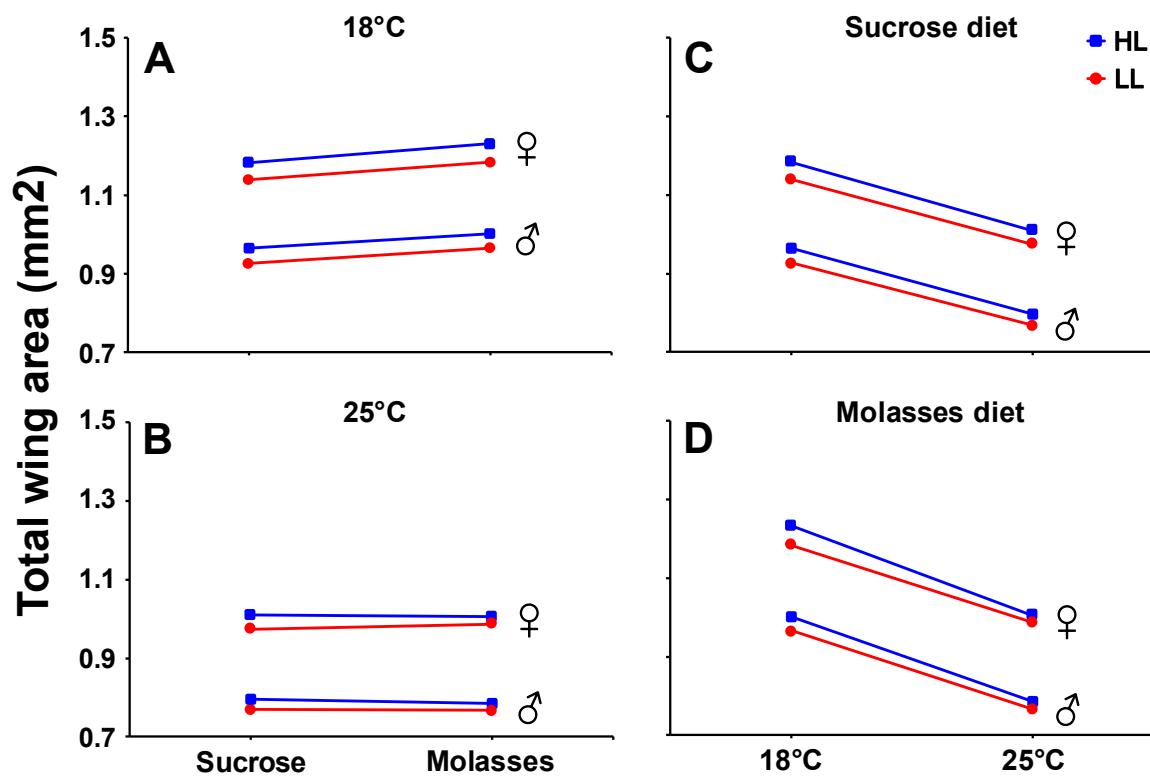 18°C
A
1.5
1.3
1.1
0.9
0.7
♀
♂
Sucrose diet
C
HL
LL
♀
♂
Total wing area (mm2)
25°C
B
1.5
1.3
1.1
0.9
0.7
♀
♂
Sucrose Molasses
Molasses diet
D
♀
♂
18°C 25°C